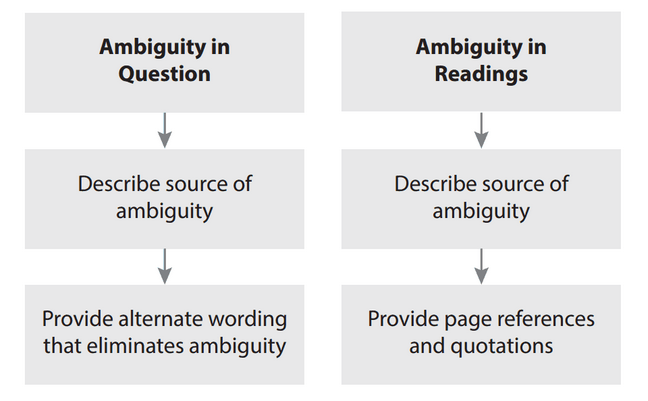 Ambiguity in
Question
Describe source of
ambiguity
Provide alternate wording
that eliminates ambiguity
Ambiguity in
Readings
Describe source of
ambiguity
Provide page references
and quotations